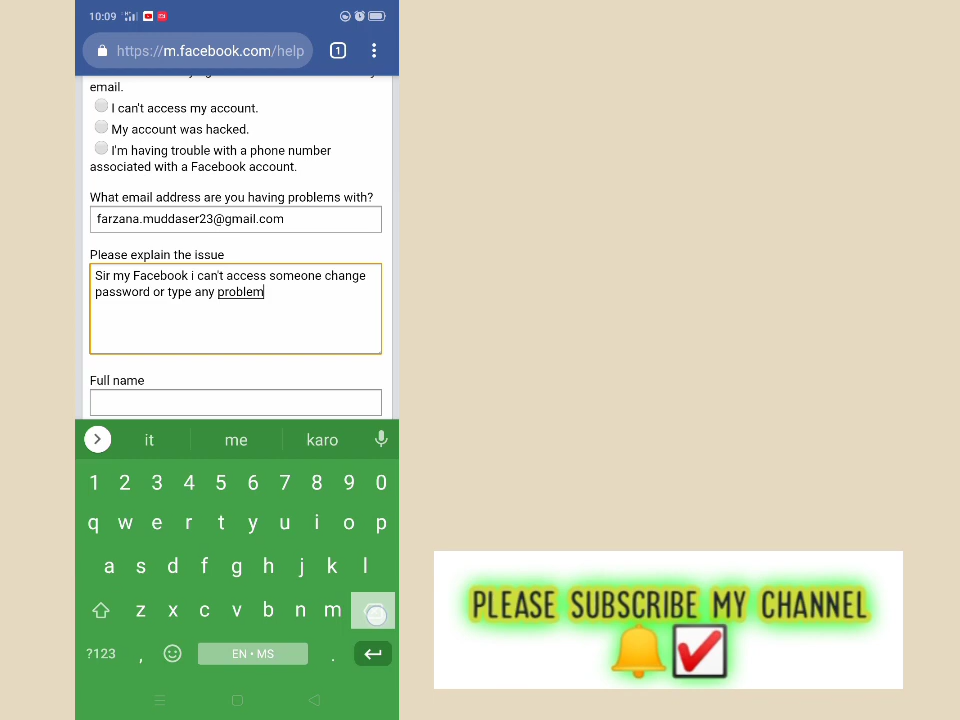 10:09
https://m.facebook.com/help
1
email.
I can't access my account.
My account was hacked.
I'm having trouble with a phone number
associated with a Facebook account.
What email address are you having problems with?
farzana.muddaser23@gmail.com
Please explain the issue
Sir my Facebook i can't access someone change
password or type any problem
Full name
it me karo
1 2 3 4 5 6 7 8 9 0
q w e r t y u i o p
a s d f g h j k l
z x c v b n m
?123 , EN • MS .
PLEASE SUBSCRIBE MY CHANNEL